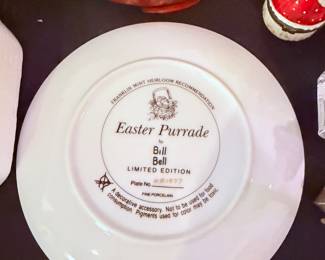 FRANKLIN MINT HEIRLOOM RECOMMENDATION
Easter Purrade
by
Bill
Bell
LIMITED EDITION
Plate No.
FINE PORCELAIN
A decorative accessory. Not to be used for food
consumption. Pigments used for color may be toxic.